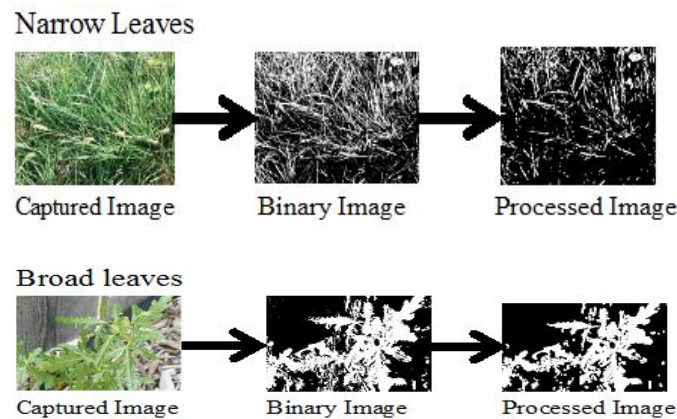 Narrow Leaves
Captured Image Binary Image Processed Image
Broad leaves
Captured Image Binary Image Processed Image